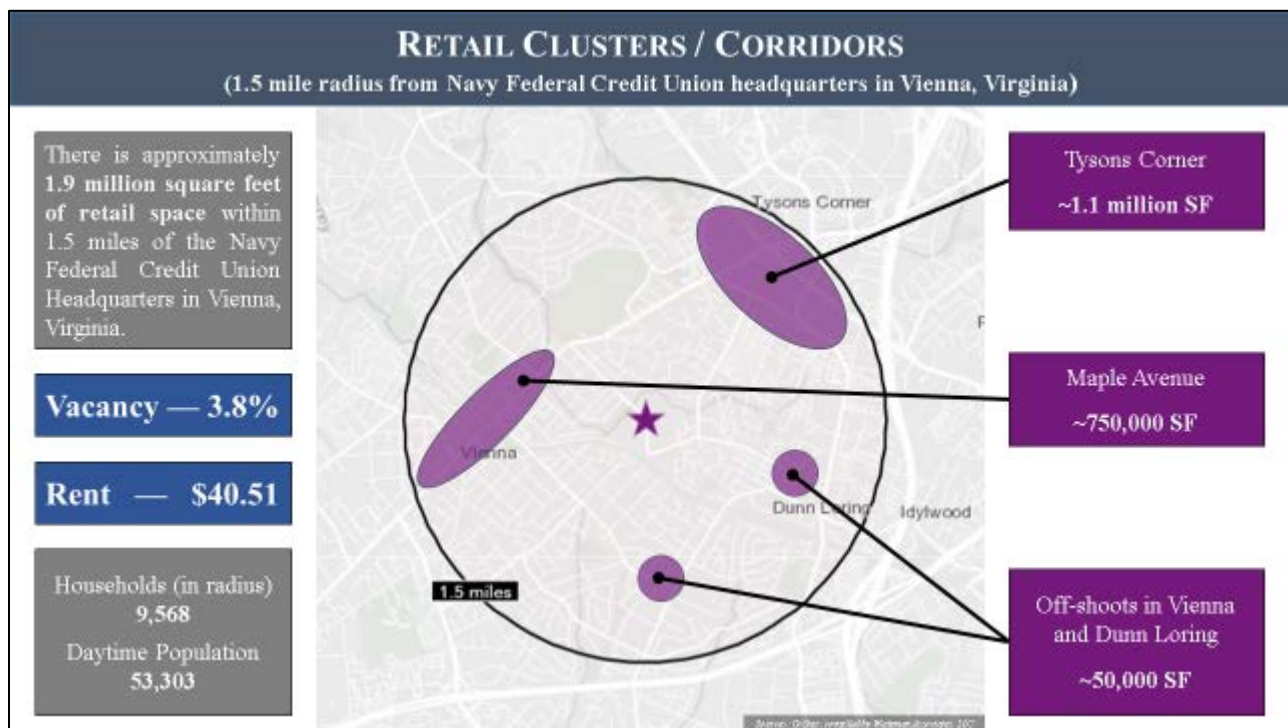 RETAIL CLUSTERS / CORRIDORS
(1.5 mile radius from Navy Federal Credit Union headquarters in Vienna, Virginia)
There is approximately
1.9 million square feet
of retail space within
1.5 miles of the Navy
Federal Credit Union
Headquarters in Vienna,
Virginia.
Vacancy — 3.8%
Rent — $40.51
Households (in radius)
9,568
Daytime Population
53,303
Tysons Corner
Vienna
Dunn Loring
Idylwood
1.5 miles
Tysons Corner
~1.1 million SF
Maple Avenue
~750,000 SF
Off-shoots in Vienna
and Dunn Loring
~50,000 SF